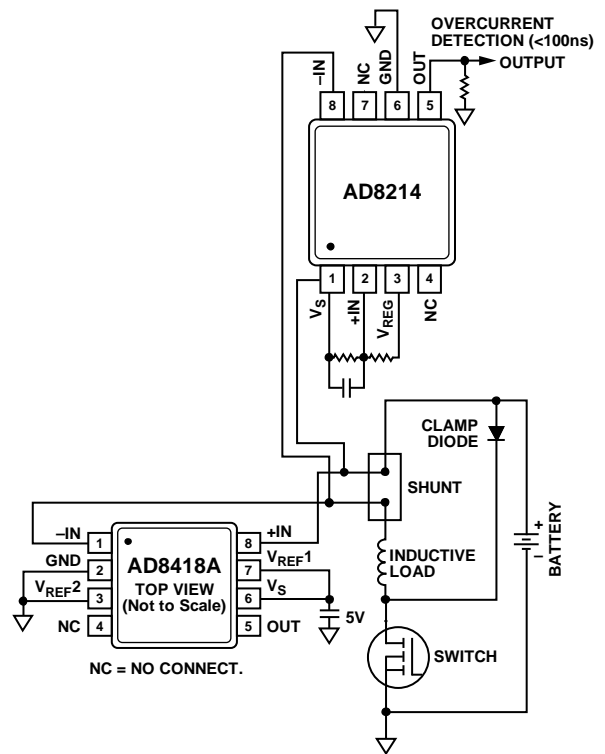 OVERCURRENT
DETECTION (<100ns)
OUTPUT
–IN
NC
GND
OUT
8
7
6
5
AD8214
1
2
3
4
VS
+IN
VREG
NC
CLAMP
DIODE
SHUNT
BATTERY
+
–
INDUCTIVE
LOAD
–IN
1
GND
2
VREF2
3
NC
4
AD8418A
TOP VIEW
(Not to Scale)
8
+IN
7
VREF1
6
VS
5
OUT
5V
SWITCH
NC = NO CONNECT.